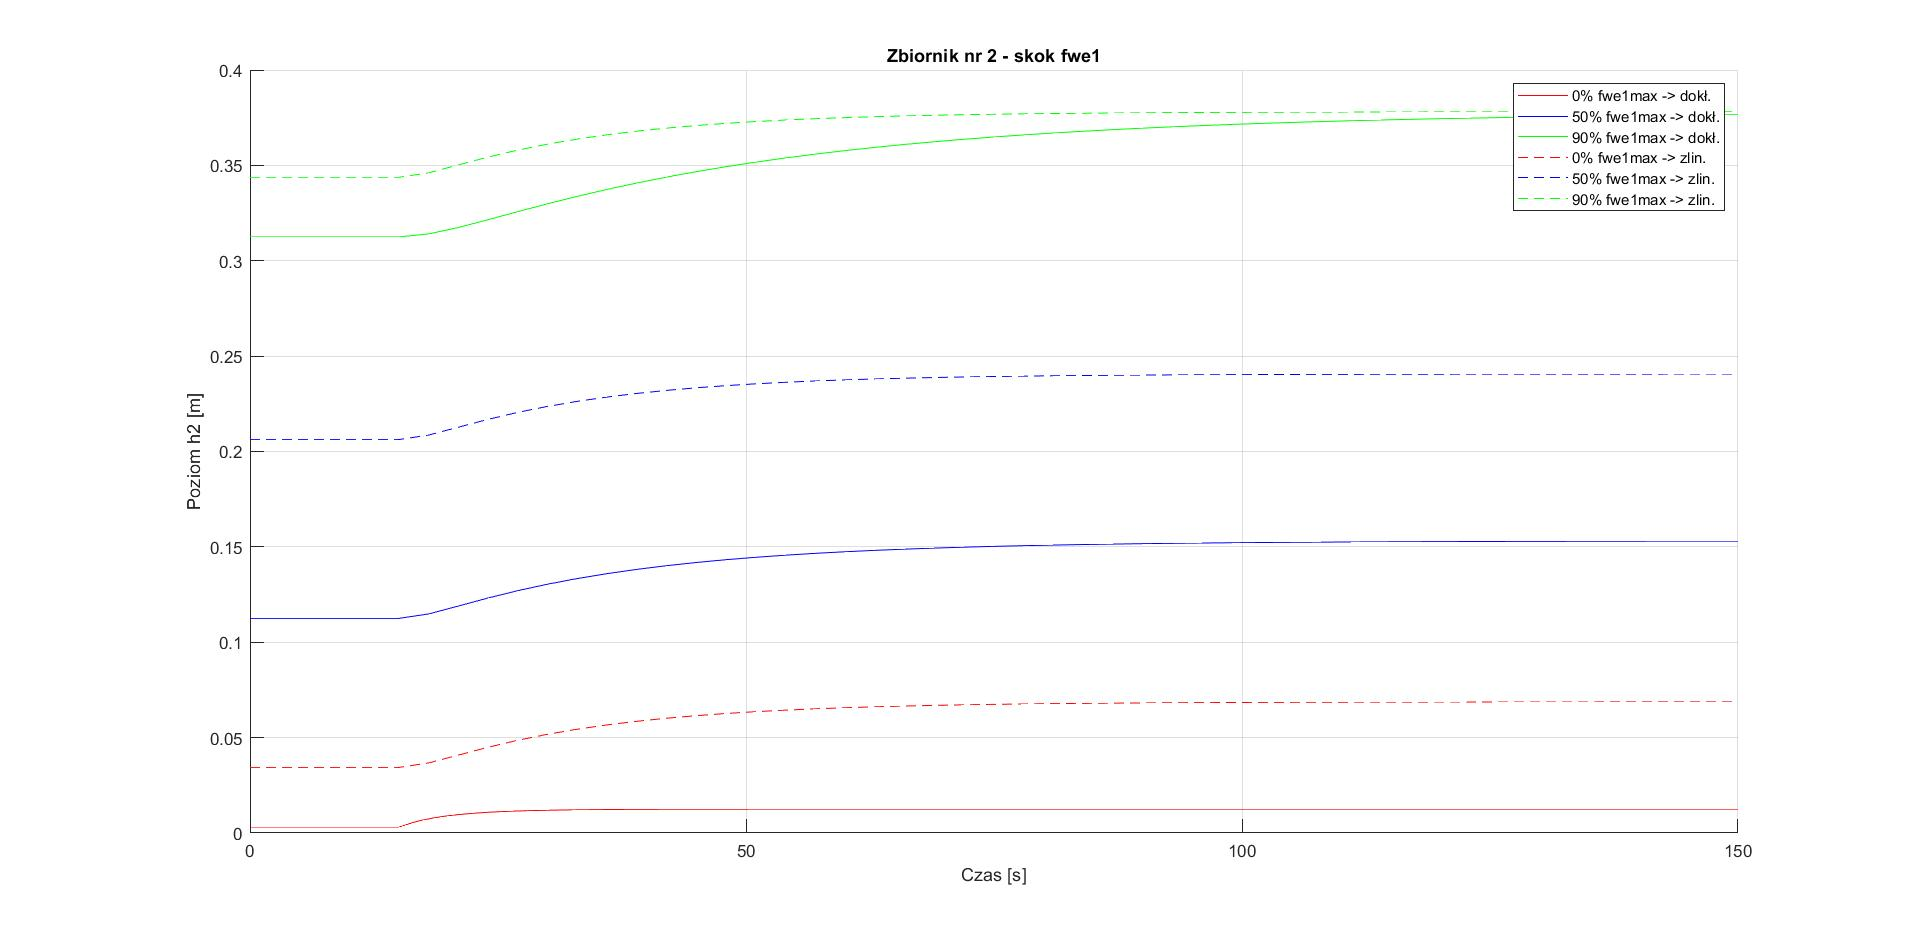 Zbiornik nr 2 - skok fwe1
0.4
0.35
0.3
0.25
0.2
0.15
0.1
0.05
0
Poziom h2 [m]
0% fwe1max -> dokł.
50% fwe1max -> dokł.
90% fwe1max -> dokł.
0% fwe1max -> zlin.
50% fwe1max -> zlin.
90% fwe1max -> zlin.
0 50 100 150
Czas [s]